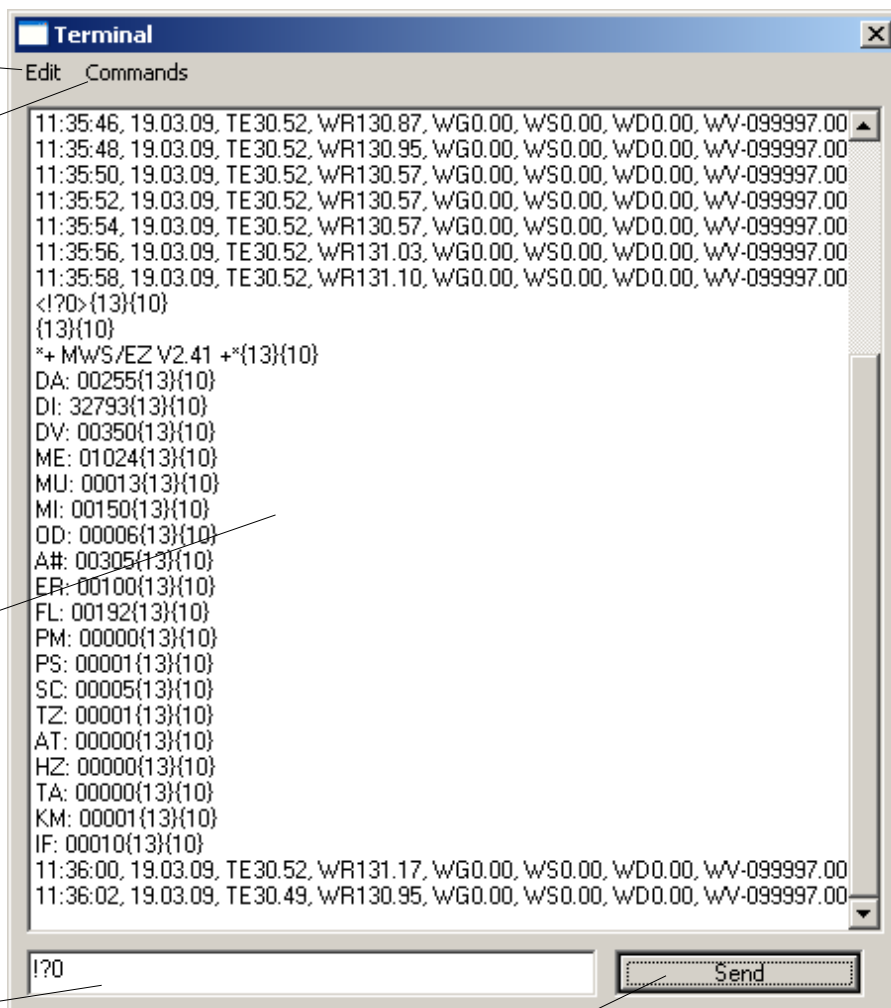 Terminal
Edit Commands
11:35:46, 19.03.09, TE30.52, WR130.87, WG0.00, WS0.00, WD0.00, WV-099997.00
11:35:48, 19.03.09, TE30.52, WR130.95, WG0.00, WS0.00, WD0.00, WV-099997.00
11:35:50, 19.03.09, TE30.52, WR130.57, WG0.00, WS0.00, WD0.00, WV-099997.00
11:35:52, 19.03.09, TE30.52, WR130.57, WG0.00, WS0.00, WD0.00, WV-099997.00
11:35:54, 19.03.09, TE30.52, WR130.57, WG0.00, WS0.00, WD0.00, WV-099997.00
11:35:56, 19.03.09, TE30.52, WR131.03, WG0.00, WS0.00, WD0.00, WV-099997.00
11:35:58, 19.03.09, TE30.52, WR131.10, WG0.00, WS0.00, WD0.00, WV-099997.00
<!?0>{13}{10}
{13}{10}
*+ MWS/EZ V2.41 +*{13}{10}
DA: 00255{13}{10}
DI: 32793{13}{10}
DV: 00350{13}{10}
ME: 01024{13}{10}
MU: 00013{13}{10}
MI: 00150{13}{10}
OD: 00006{13}{10}
A#: 00305{13}{10}
ER: 00100{13}{10}
FL: 00192{13}{10}
PM: 00000{13}{10}
PS: 00001{13}{10}
SC: 00005{13}{10}
TZ: 00001{13}{10}
AT: 00000{13}{10}
HZ: 00000{13}{10}
TA: 00000{13}{10}
KM: 00001{13}{10}
IF: 00010{13}{10}
11:36:00, 19.03.09, TE30.52, WR131.17, WG0.00, WS0.00, WD0.00, WV-099997.00
11:36:02, 19.03.09, TE30.49, WR130.95, WG0.00, WS0.00, WD0.00, WV-099997.00
!?0 Send